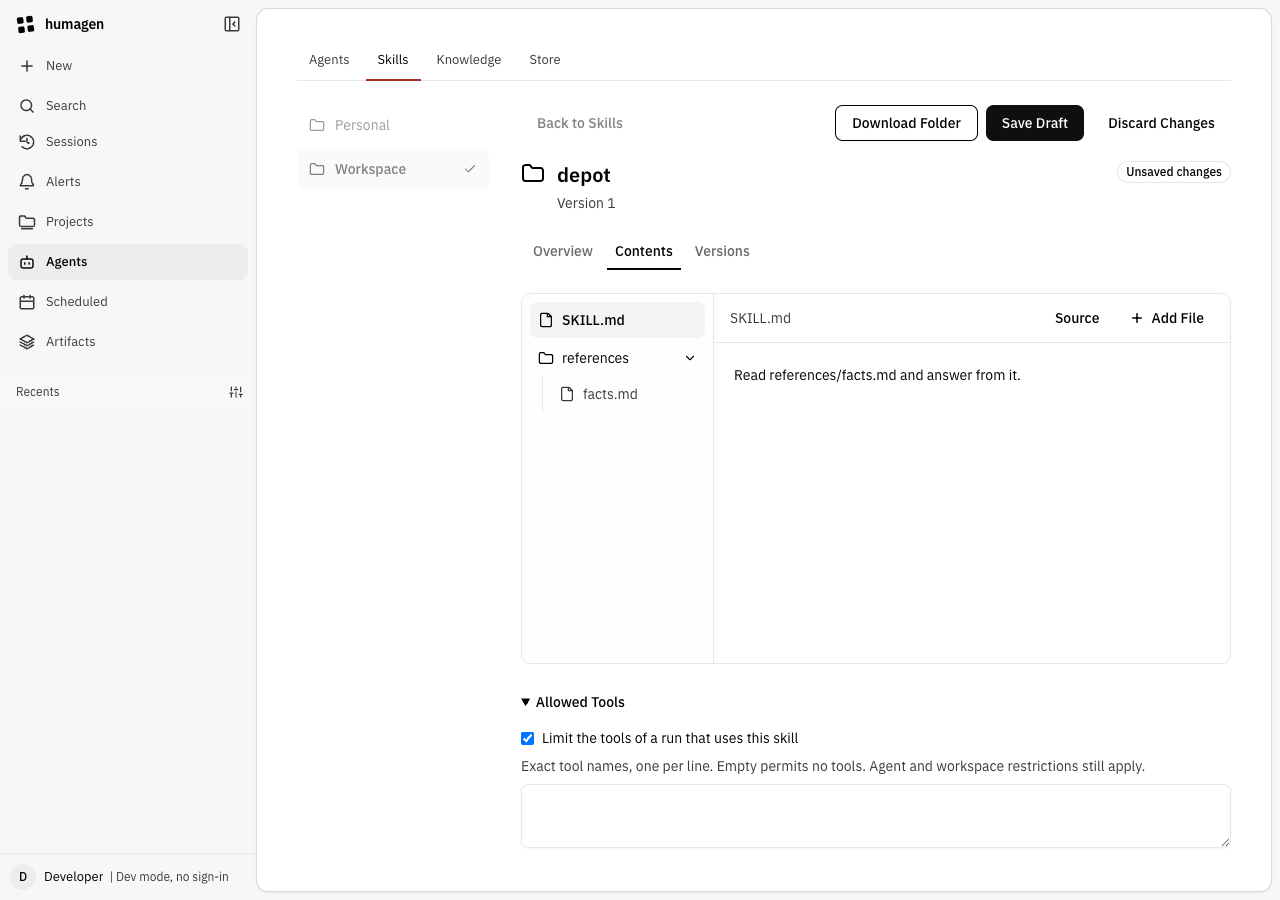 humagen
New
Search
Sessions
Alerts
Projects
Agents
Scheduled
Artifacts
Recents
D Developer | Dev mode, no sign-in
Agents Skills Knowledge Store
Personal
Workspace
Back to Skills Download Folder Save Draft Discard Changes
depot Unsaved changes
Version 1
Overview Contents Versions
SKILL.md
references
facts.md
SKILL.md Source Add File
Read references/facts.md and answer from it.
Allowed Tools
Limit the tools of a run that uses this skill
Exact tool names, one per line. Empty permits no tools. Agent and workspace restrictions still apply.